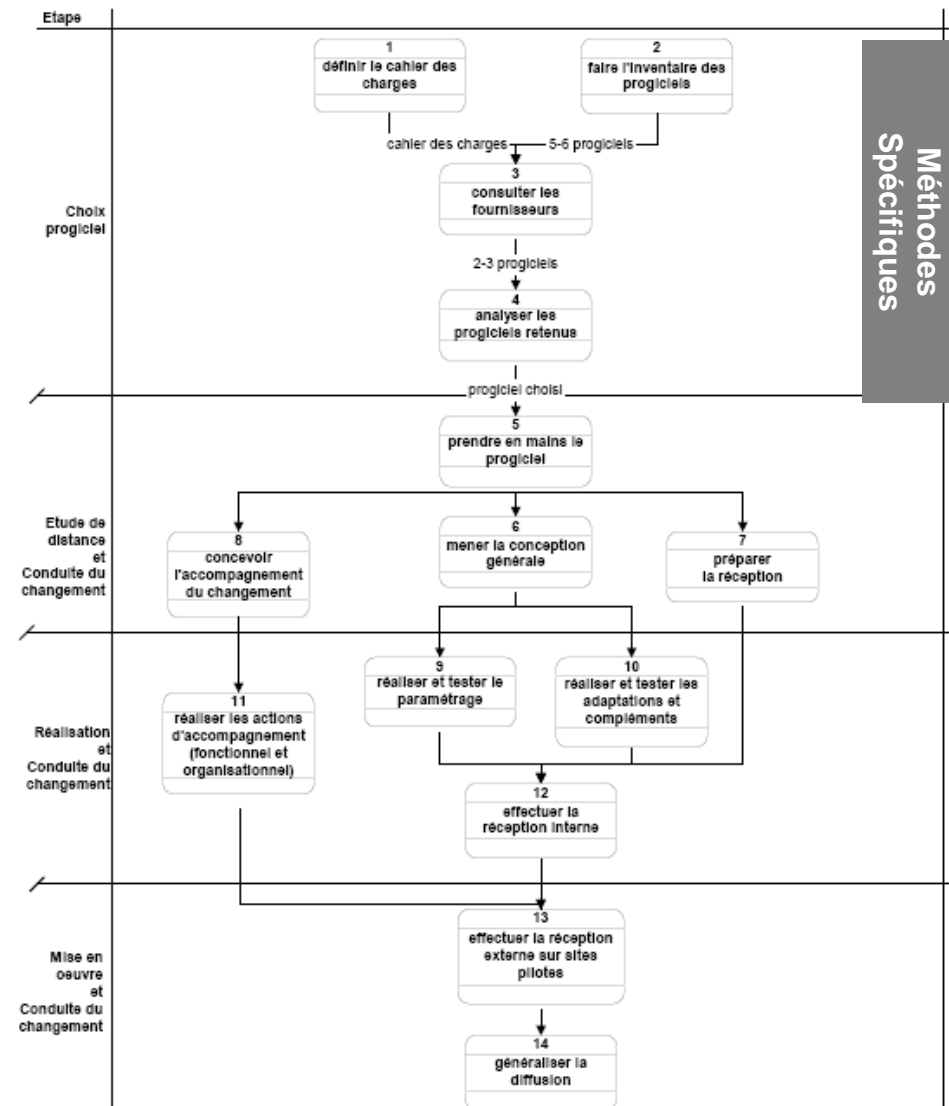 Etape
1
définir le cahier des
charges
2
faire l'inventaire des
progiciels
cahier des charges
5-6 progiciels
3
consulter les
fournisseurs
Choix
progiciel
2-3 progiciels
4
analyser les
progiciels retenus
progiciel choisi
5
prendre en mains le
progiciel
Etude de
distance
et
Conduite du
changement
8
concevoir
l'accompagnement
du changement
6
mener la conception
générale
7
préparer
la réception
9
réaliser et tester le
paramétrage
10
réaliser et tester les
adaptations et
compléments
Réalisation
et
Conduite du
changement
11
réaliser les actions
d'accompagnement
(fonctionnel et
organisationnel)
12
effectuer la
réception interne
Mise en
oeuvre
et
Conduite du
changement
13
effectuer la réception
externe sur sites
pilotes
14
généraliser la
diffusion
Méthodes
Spécifiques